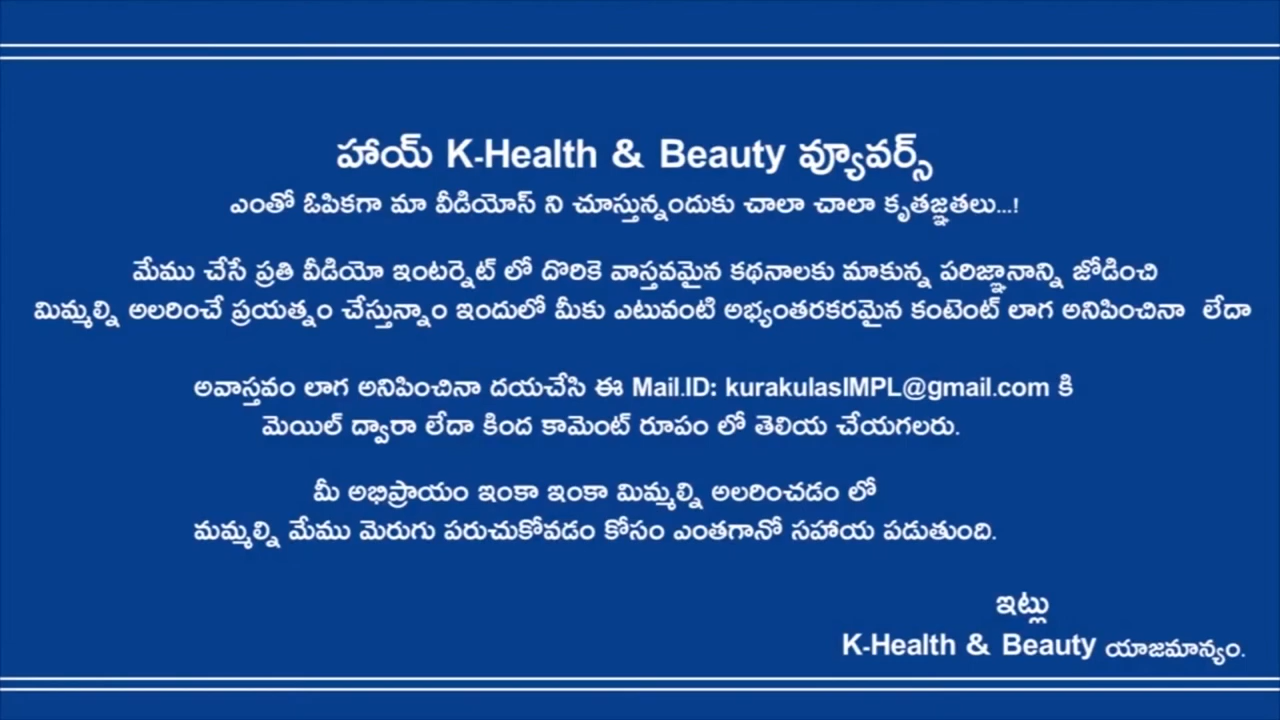 హాయ్ K-Health & Beauty వ్యూవర్స్
ఎంతో ఓపికగా మా వీడియోస్ ని చూస్తున్నందుకు చాలా చాలా కృతజ్ఞతలు...!
మేము చేసే ప్రతి వీడియో ఇంటర్నెట్ లో దొరికె వాస్తవమైన కథనాలకు మాకున్న పరిజ్ఞానాన్ని జోడించి
మిమ్మల్ని అలరించే ప్రయత్నం చేస్తున్నాం ఇందులో మీకు ఎటువంటి అభ్యంతరకరమైన కంటెంట్ లాగ అనిపించినా లేదా
అవాస్తవం లాగ అనిపించినా దయచేసి ఈ Mail.ID: kurakulasIMPL@gmail.com కి
మెయిల్ ద్వారా లేదా కింద కామెంట్ రూపం లో తెలియ చేయగలరు.
మీ అభిప్రాయం ఇంకా ఇంకా మిమ్మల్ని అలరించడం లో
మమ్మల్ని మేము మెరుగు పరుచుకోవడం కోసం ఎంతగానో సహాయ పడుతుంది.
ఇట్లు
K-Health & Beauty యాజమాన్యం.